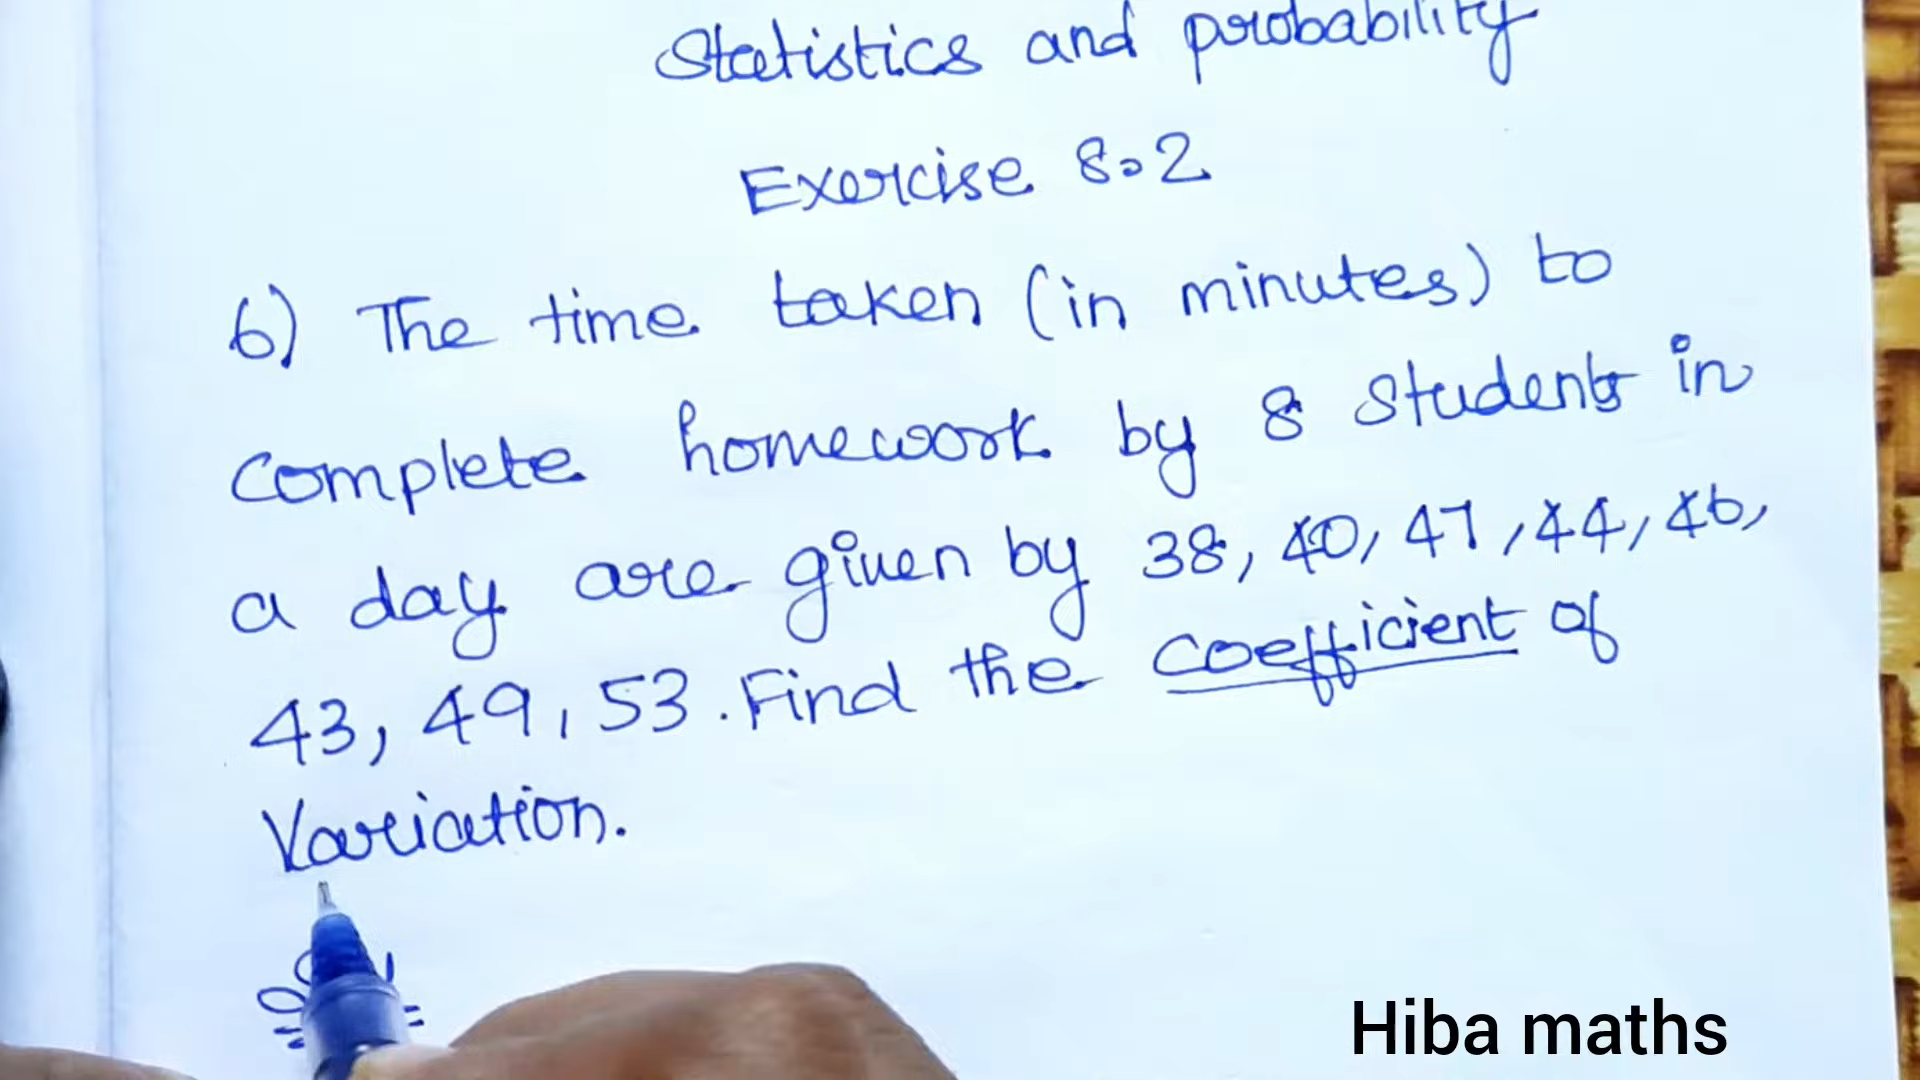 Statistics and probability
Exercise 8.2
6) The time taken (in minutes) to
complete homework by 8 students in
a day are given by 38, 40, 47, 44, 46,
43, 49, 53. Find the coefficient of
Variation.
Hiba maths